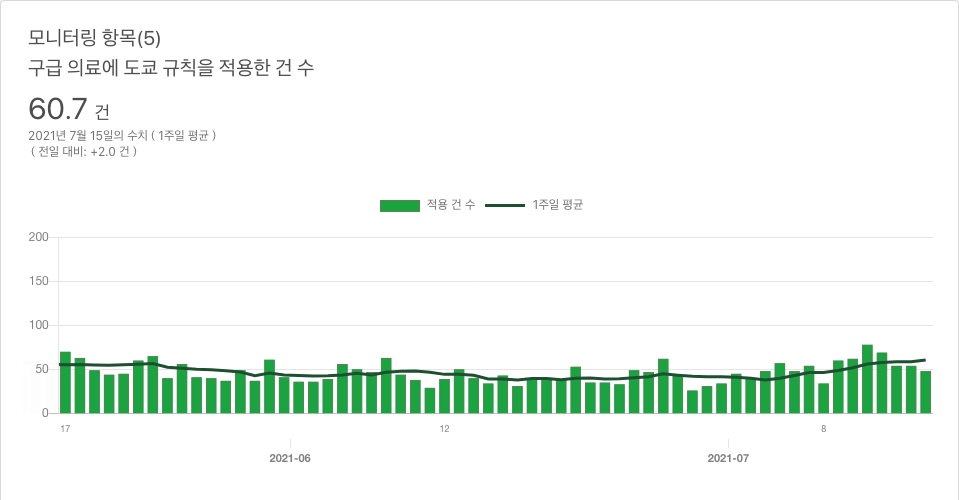 모니터링 항목(5)
구급 의료에 도쿄 규칙을 적용한 건 수
60.7 건
2021년 7월 15일의 수치 ( 1주일 평균 )
( 전일 대비: +2.0 건 )
적용 건 수
1주일 평균
200
150
100
50
0
17
12
8
2021-06
2021-07